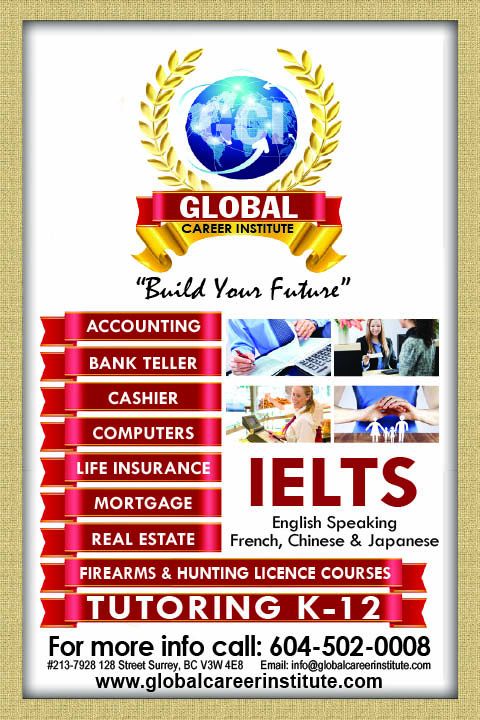 GCI
GLOBAL
CAREER INSTITUTE
“Build Your Future”
ACCOUNTING
BANK TELLER
CASHIER
COMPUTERS
LIFE INSURANCE
MORTGAGE
REAL ESTATE
IELTS
English Speaking
French, Chinese & Japanese
FIREARMS & HUNTING LICENCE COURSES
TUTORING K-12
For more info call: 604-502-0008
#213-7928 128 Street Surrey, BC V3W 4E8 Email: info@globalcareerinstitute.com
www.globalcareerinstitute.com